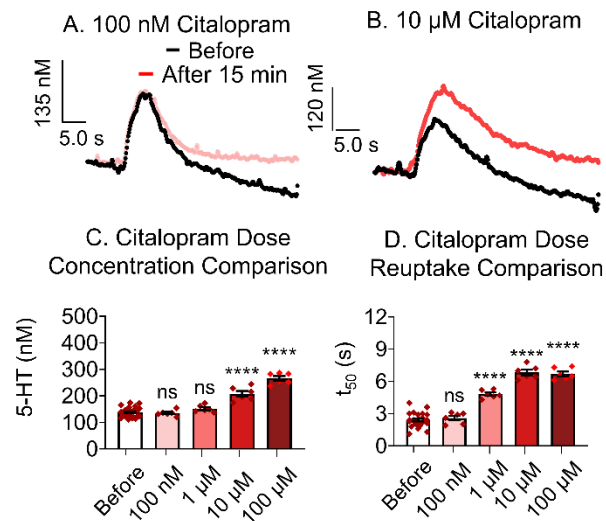 A. 100 nM Citalopram
Before
After 15 min
135 nM
5.0 s
B. 10 µM Citalopram
120 nM
5.0 s
C. Citalopram Dose
Concentration Comparison
5-HT (nM)
500
400
300
200
100
0
ns
ns
****
****
Before
100 nM
1 µM
10 µM
100 µM
D. Citalopram Dose
Reuptake Comparison
t50 (s)
12
9
6
3
0
ns
****
****
****
Before
100 nM
1 µM
10 µM
100 µM